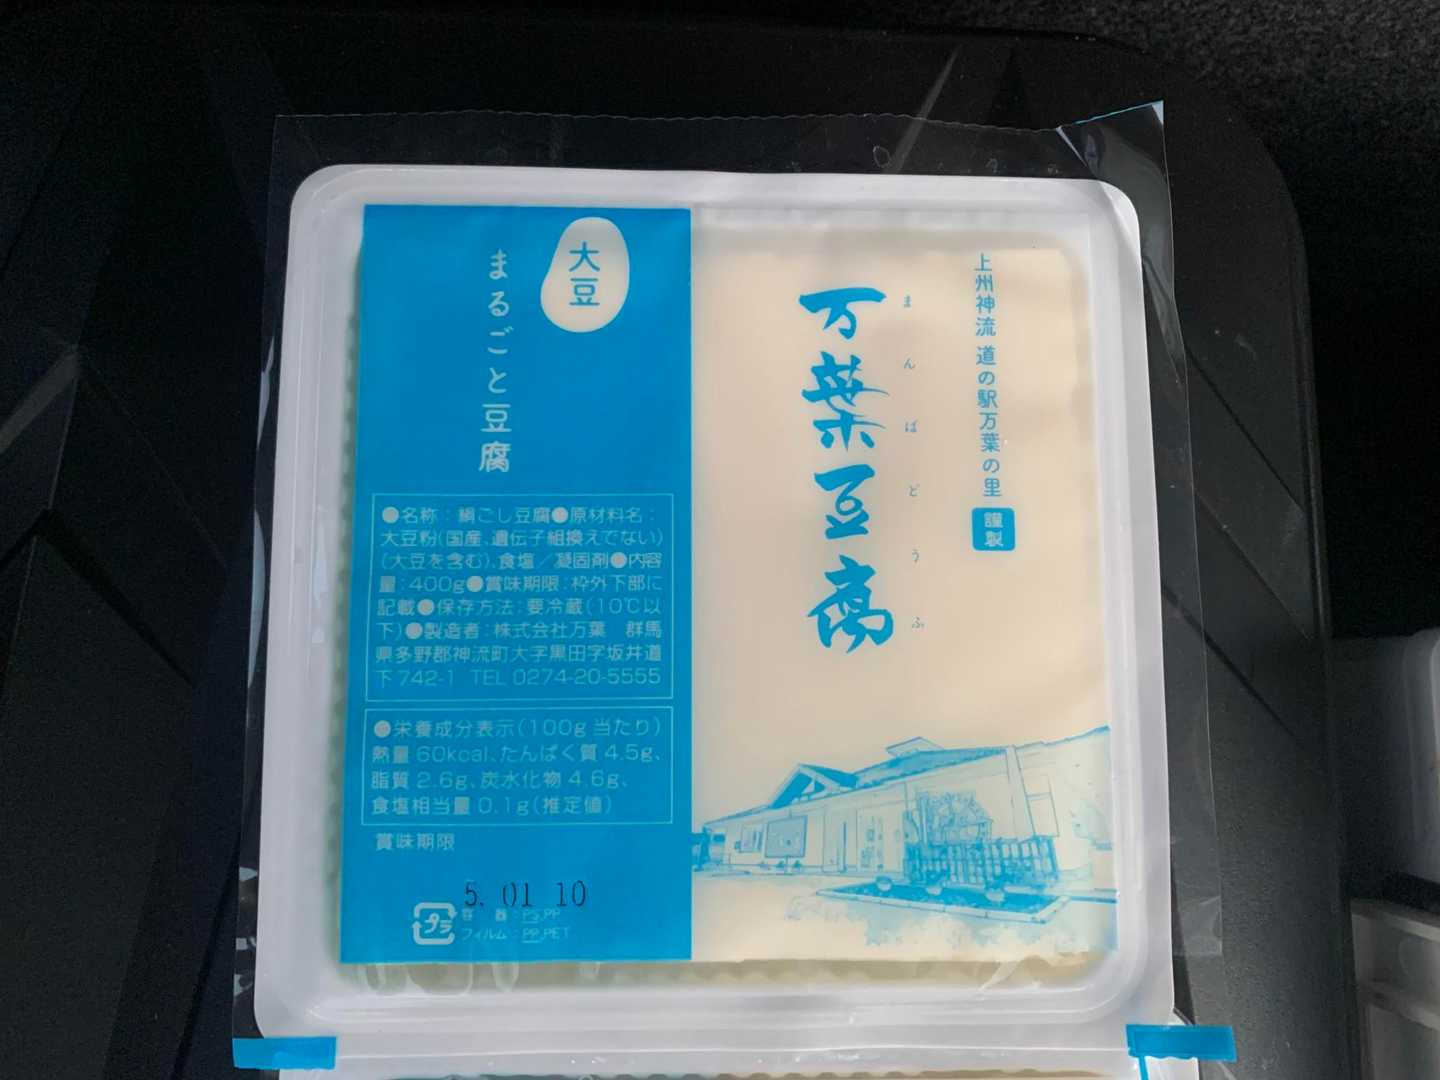 上州神流 道の駅万葉の里
謹製
まんばどうふ
万葉豆腐
大豆
まるごと豆腐
●名称：絹ごし豆腐●原材料名：
大豆粉(国産、遺伝子組換えでない)
(大豆を含む)、食塩／凝固剤●内容
量：400g●賞味期限：枠外下部に
記載●保存方法：要冷蔵(10℃以
下)●製造者：株式会社万葉　群馬
県多野郡神流町大字黒田字坂井道
下742-1 TEL 0274-20-5555
●栄養成分表示(100g当たり)
熱量 60kcal、たんぱく質 4.5g、
脂質 2.6g、炭水化物 4.6g、
食塩相当量 0.1g(推定値)
賞味期限
5. 01 10
プラ
容　器：PS,PP
フィルム：PP,PET